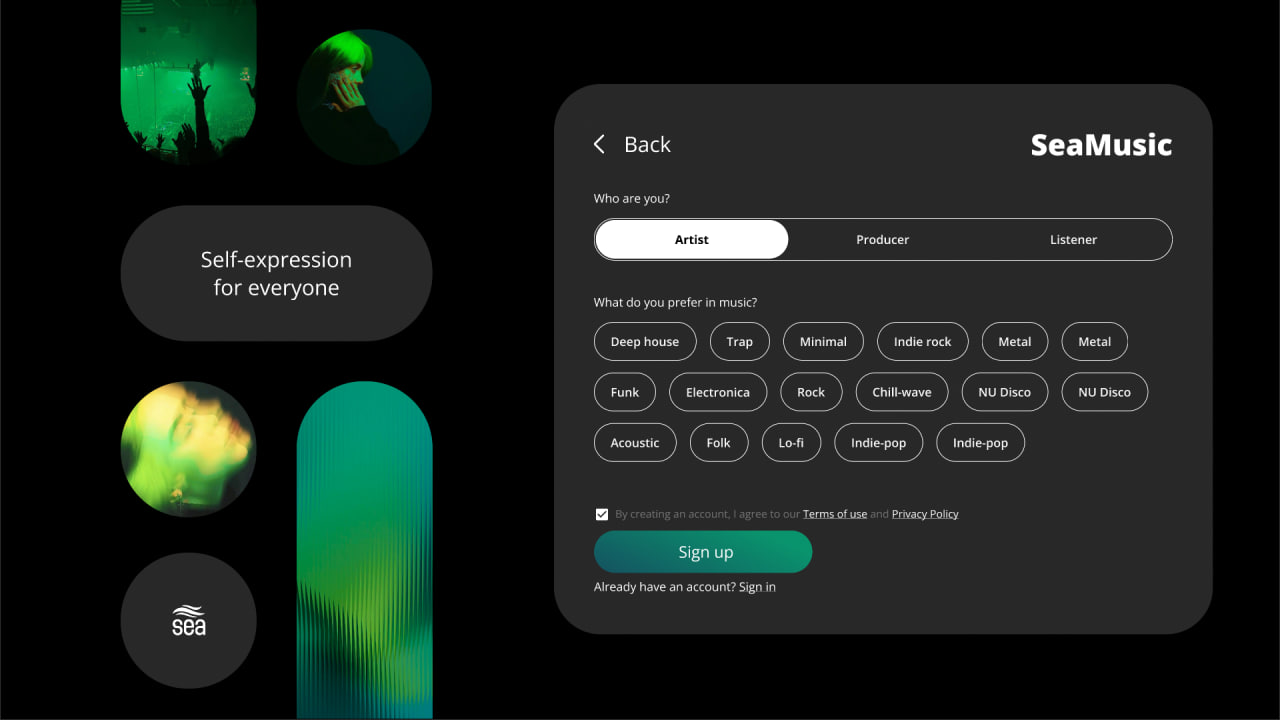 Self-expression
for everyone
sea
Back
SeaMusic
Who are you?
Artist Producer Listener
What do you prefer in music?
Deep house Trap Minimal Indie rock Metal Metal
Funk Electronica Rock Chill-wave NU Disco NU Disco
Acoustic Folk Lo-fi Indie-pop Indie-pop
By creating an account, I agree to our Terms of use and Privacy Policy
Sign up
Already have an account? Sign in